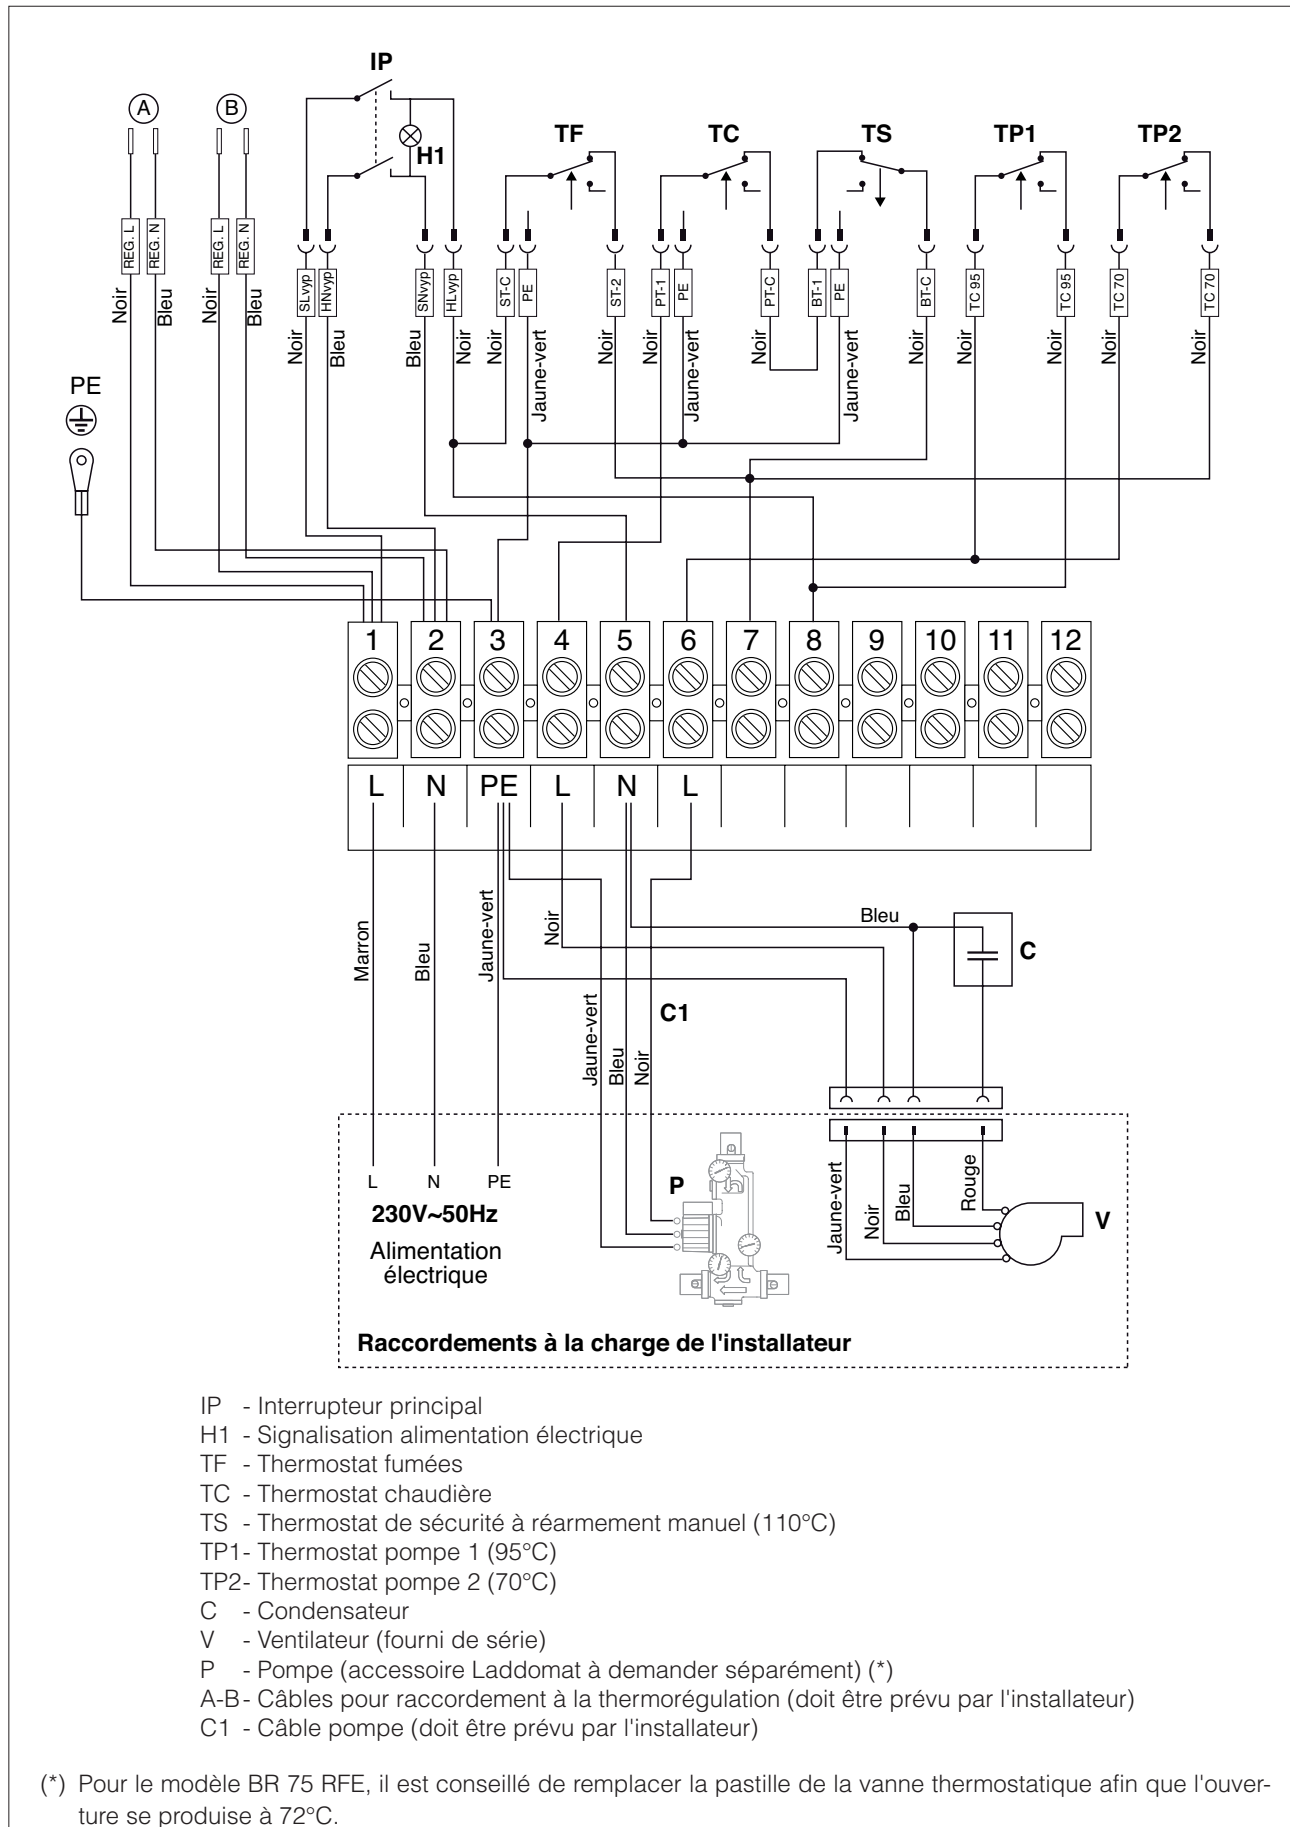 IP
A
B
H1
TF
TC
TS
TP1
TP2
REG. L
REG. N
REG. L
REG. N
SLvyp
HNvyp
SNvyp
HLvyp
ST-C
PE
ST-2
PT-1
PE
PT-C
BT-1
PE
BT-C
TC 95
TC 95
TC 70
TC 70
Noir
Bleu
Noir
Bleu
Noir
Bleu
Bleu
Noir
Noir
Jaune-vert
Noir
Noir
Jaune-vert
Noir
Jaune-vert
Noir
Noir
Noir
Noir
Noir
PE
1 2 3 4 5 6 7 8 9 10 11 12
L N PE L N L
Marron
Bleu
Jaune-vert
Noir
Bleu
C
C1
Jaune-vert
Bleu
Noir
L N PE
230V~50Hz
Alimentation
électrique
P
Jaune-vert
Noir
Bleu
Rouge
V
Raccordements à la charge de l'installateur
IP - Interrupteur principal
H1 - Signalisation alimentation électrique
TF - Thermostat fumées
TC - Thermostat chaudière
TS - Thermostat de sécurité à réarmement manuel (110°C)
TP1- Thermostat pompe 1 (95°C)
TP2- Thermostat pompe 2 (70°C)
C - Condensateur
V - Ventilateur (fourni de série)
P - Pompe (accessoire Laddomat à demander séparément) (*)
A-B - Câbles pour raccordement à la thermorégulation (doit être prévu par l'installateur)
C1 - Câble pompe (doit être prévu par l'installateur)
(*) Pour le modèle BR 75 RFE, il est conseillé de remplacer la pastille de la vanne thermostatique afin que l'ouver-
ture se produise à 72°C.